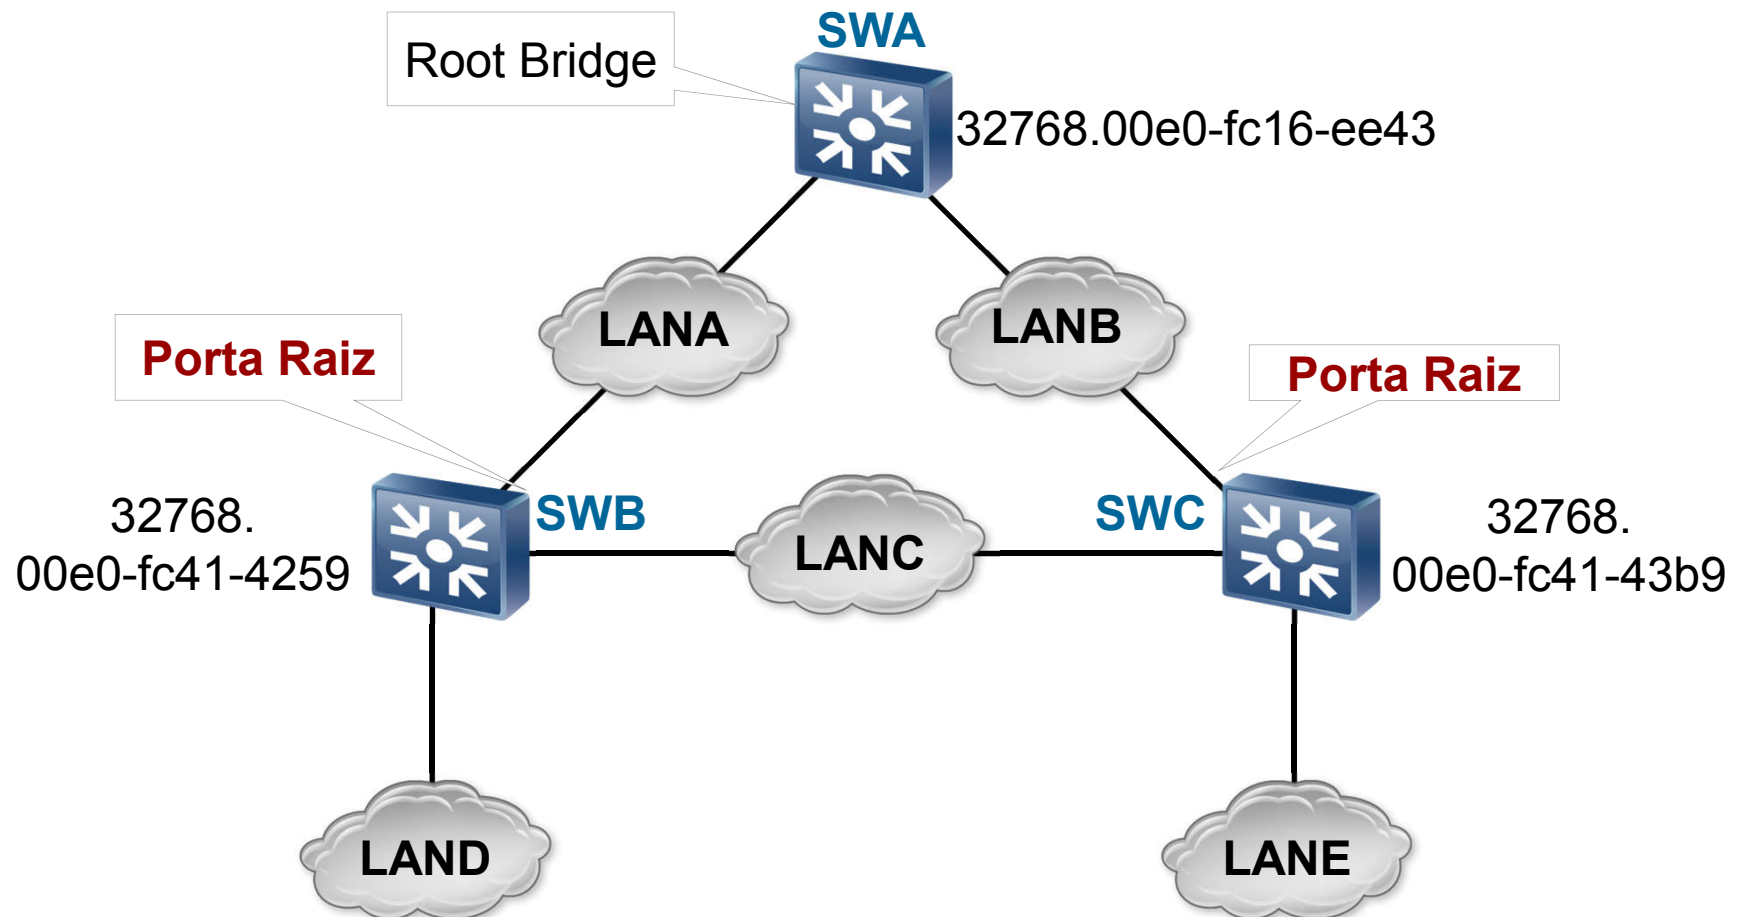 SWA
Root Bridge
32768.00e0-fc16-ee43
LANA
LANB
Porta Raiz
Porta Raiz
32768.
00e0-fc41-4259
SWB
LANC
SWC
32768.
00e0-fc41-43b9
LAND
LANE